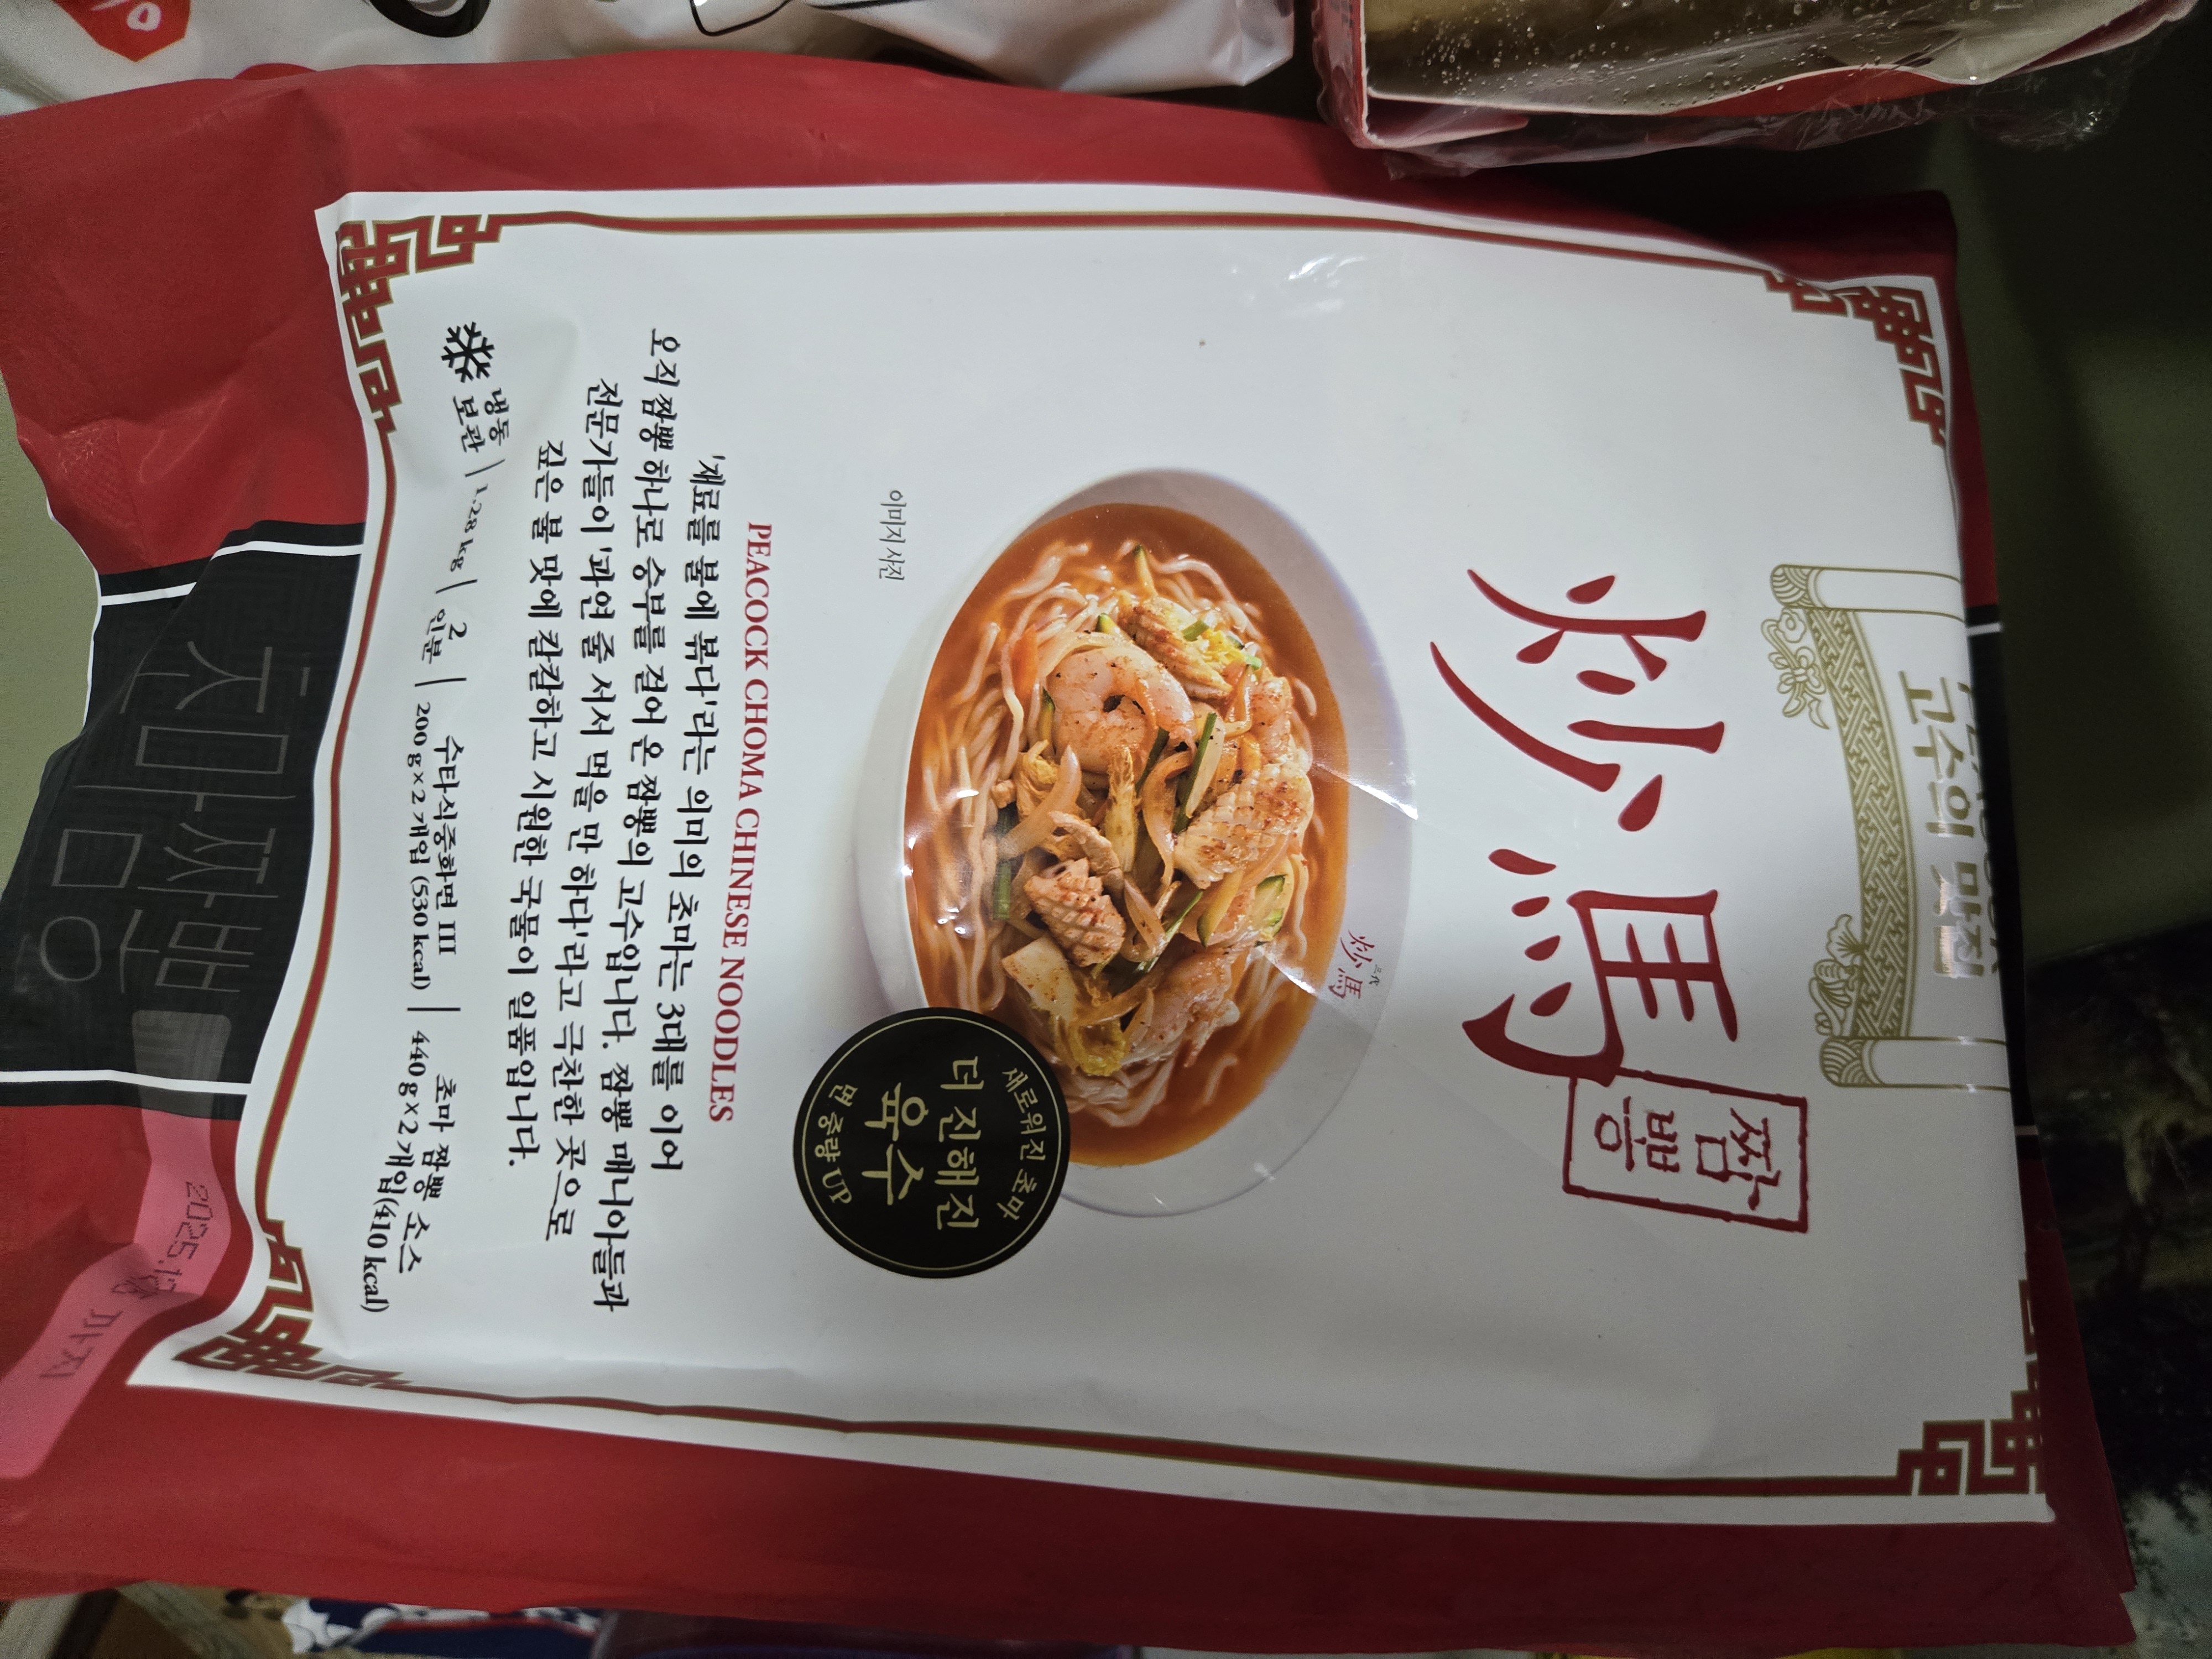 고수의 맛집
炒馬
짬뽕
三代
炒馬
새로워진 초마
더 진해진
육수
면 중량 UP
이미지 사진
PEACOCK CHOMA CHINESE NOODLES
'재료를 불에 볶다'라는 의미의 초마는 3대를 이어
오직 짬뽕 하나로 승부를 걸어 온 짬뽕의 고수입니다. 짬뽕 매니아들과
전문가들이 '과연 줄 서서 먹을 만 하다'라고 극찬한 곳으로
깊은 불 맛에 칼칼하고 시원한 국물이 일품입니다.
냉동 보관 | 1.28 kg | 2 인분 | 수타식중화면 III 200 g x 2 개입 (530 kcal) | 초마 짬뽕 소스 440 g x 2 개입(410 kcal)
초마짬뽕
까지